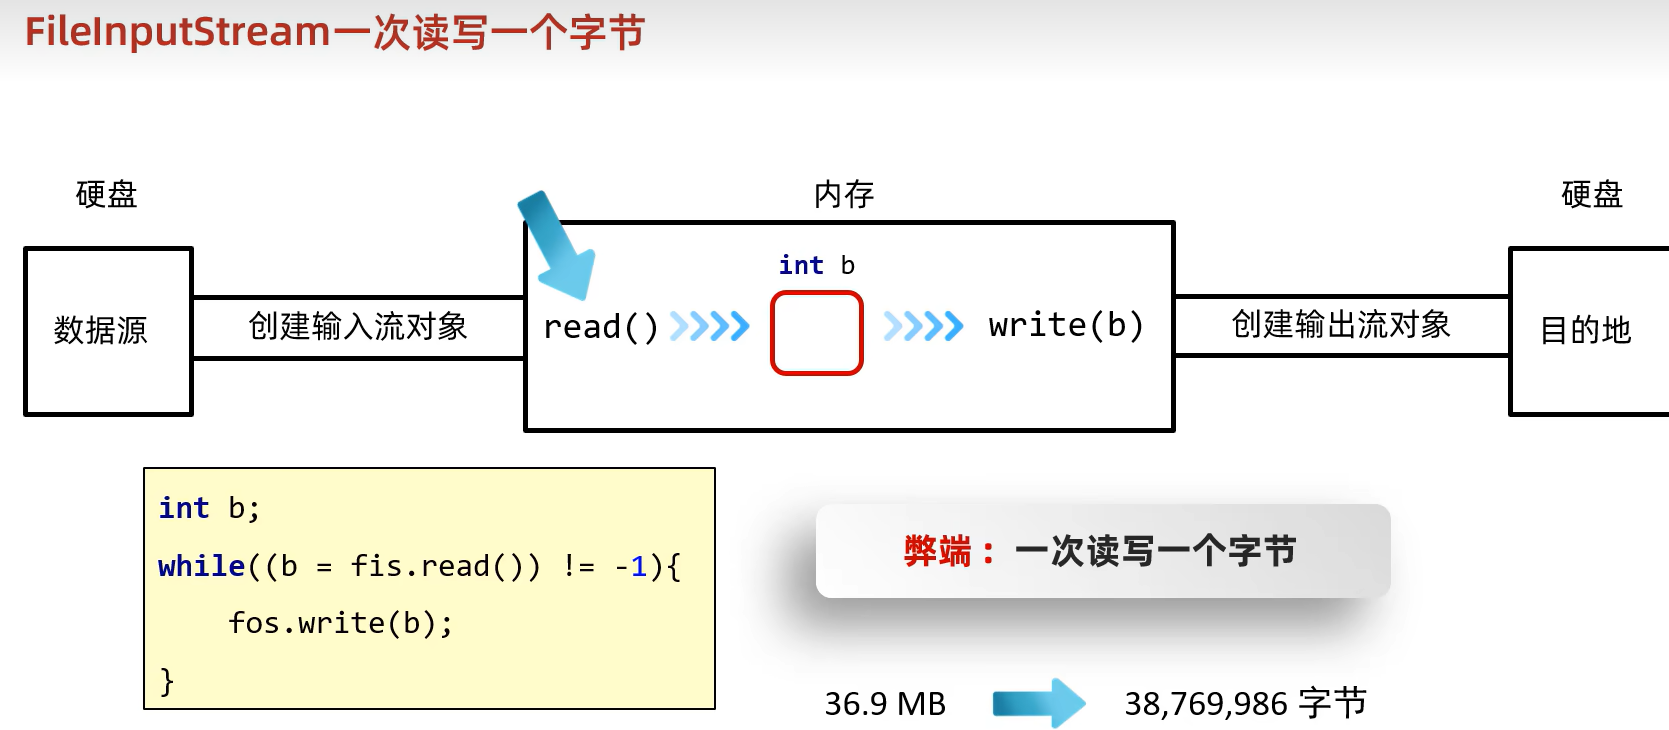 FileInputStream一次读写一个字节
硬盘
内存
硬盘
int b
数据源
创建输入流对象
read()
write(b)
创建输出流对象
目的地
int b;
while((b = fis.read()) != -1){
fos.write(b);
}
弊端：一次读写一个字节
36.9 MB
38,769,986 字节